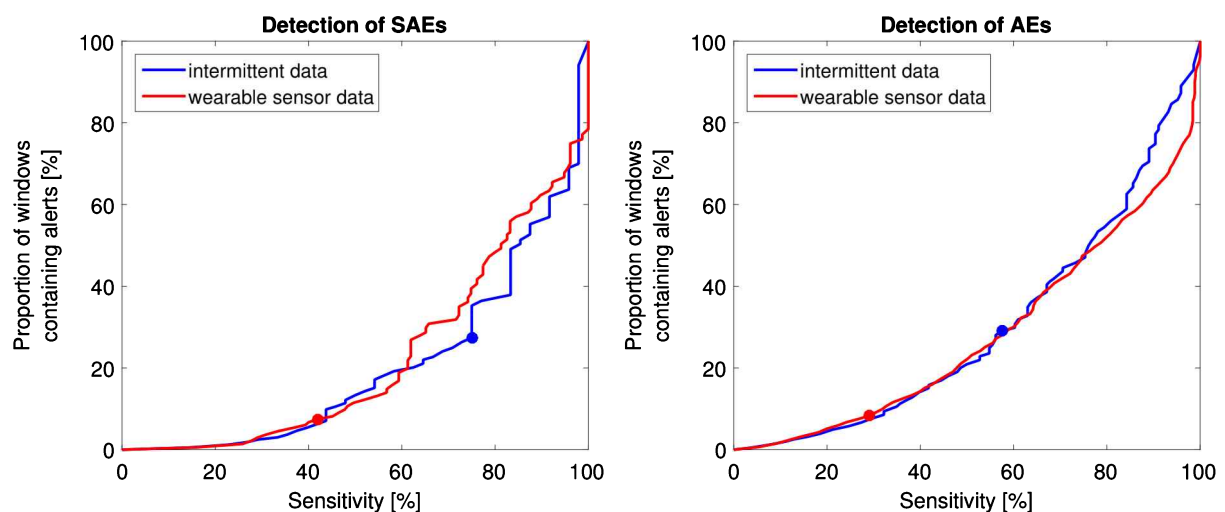 Detection of SAEs
100
80
60
40
20
0
Proportion of windows
containing alerts [%]
intermittent data
wearable sensor data
0 20 40 60 80 100
Sensitivity [%]
Detection of AEs
100
80
60
40
20
0
Proportion of windows
containing alerts [%]
intermittent data
wearable sensor data
0 20 40 60 80 100
Sensitivity [%]